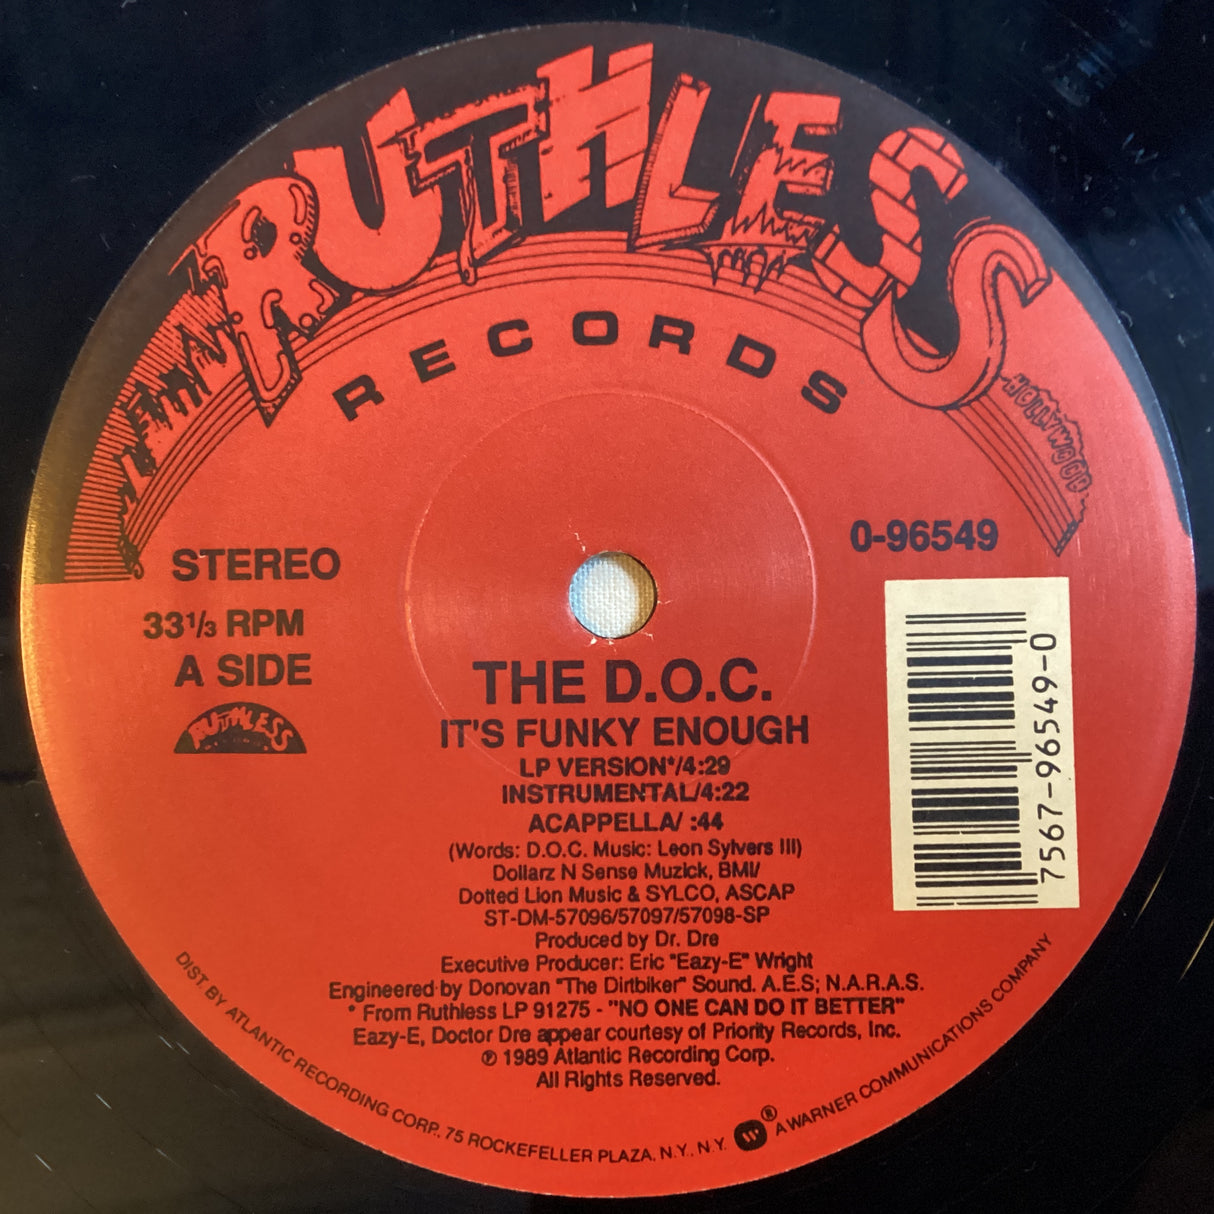 RUTHLESS
RECORDS
HOLLYWOOD
STEREO
0-96549
33⅓ RPM
A SIDE
RUTHLESS
THE D.O.C.
IT'S FUNKY ENOUGH
LP VERSION*/4:29
INSTRUMENTAL/4:22
ACAPPELLA/ :44
(Words: D.O.C. Music: Leon Sylvers III)
Dollarz N Sense Muzick, BMI/
Dotted Lion Music & SYLCO, ASCAP
ST-DM-57096/57097/57098-SP
Produced by Dr. Dre
Executive Producer: Eric "Eazy-E" Wright
Engineered by Donovan "The Dirtbiker" Sound. A.E.S; N.A.R.A.S.
* From Ruthless LP 91275 - "NO ONE CAN DO IT BETTER"
Eazy-E, Doctor Dre appear courtesy of Priority Records, Inc.
℗ 1989 Atlantic Recording Corp.
All Rights Reserved.
7567-96549-0
DIST. BY ATLANTIC RECORDING CORP., 75 ROCKEFELLER PLAZA, N.Y., N.Y. ® A WARNER COMMUNICATIONS COMPANY